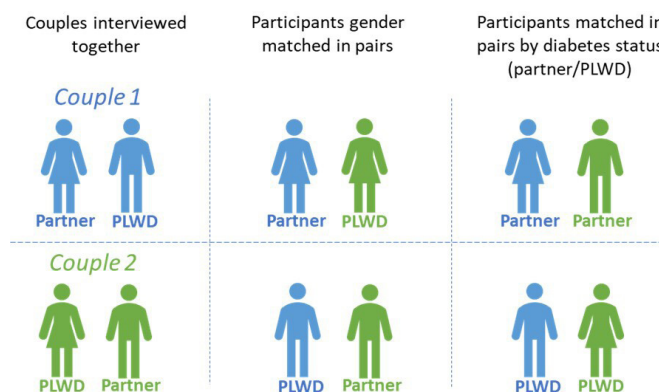 Couples interviewed
together
Participants gender
matched in pairs
Participants matched in
pairs by diabetes status
(partner/PLWD)
Couple 1
Partner
PLWD
Partner
PLWD
Partner
Partner
Couple 2
PLWD
Partner
PLWD
Partner
PLWD
PLWD